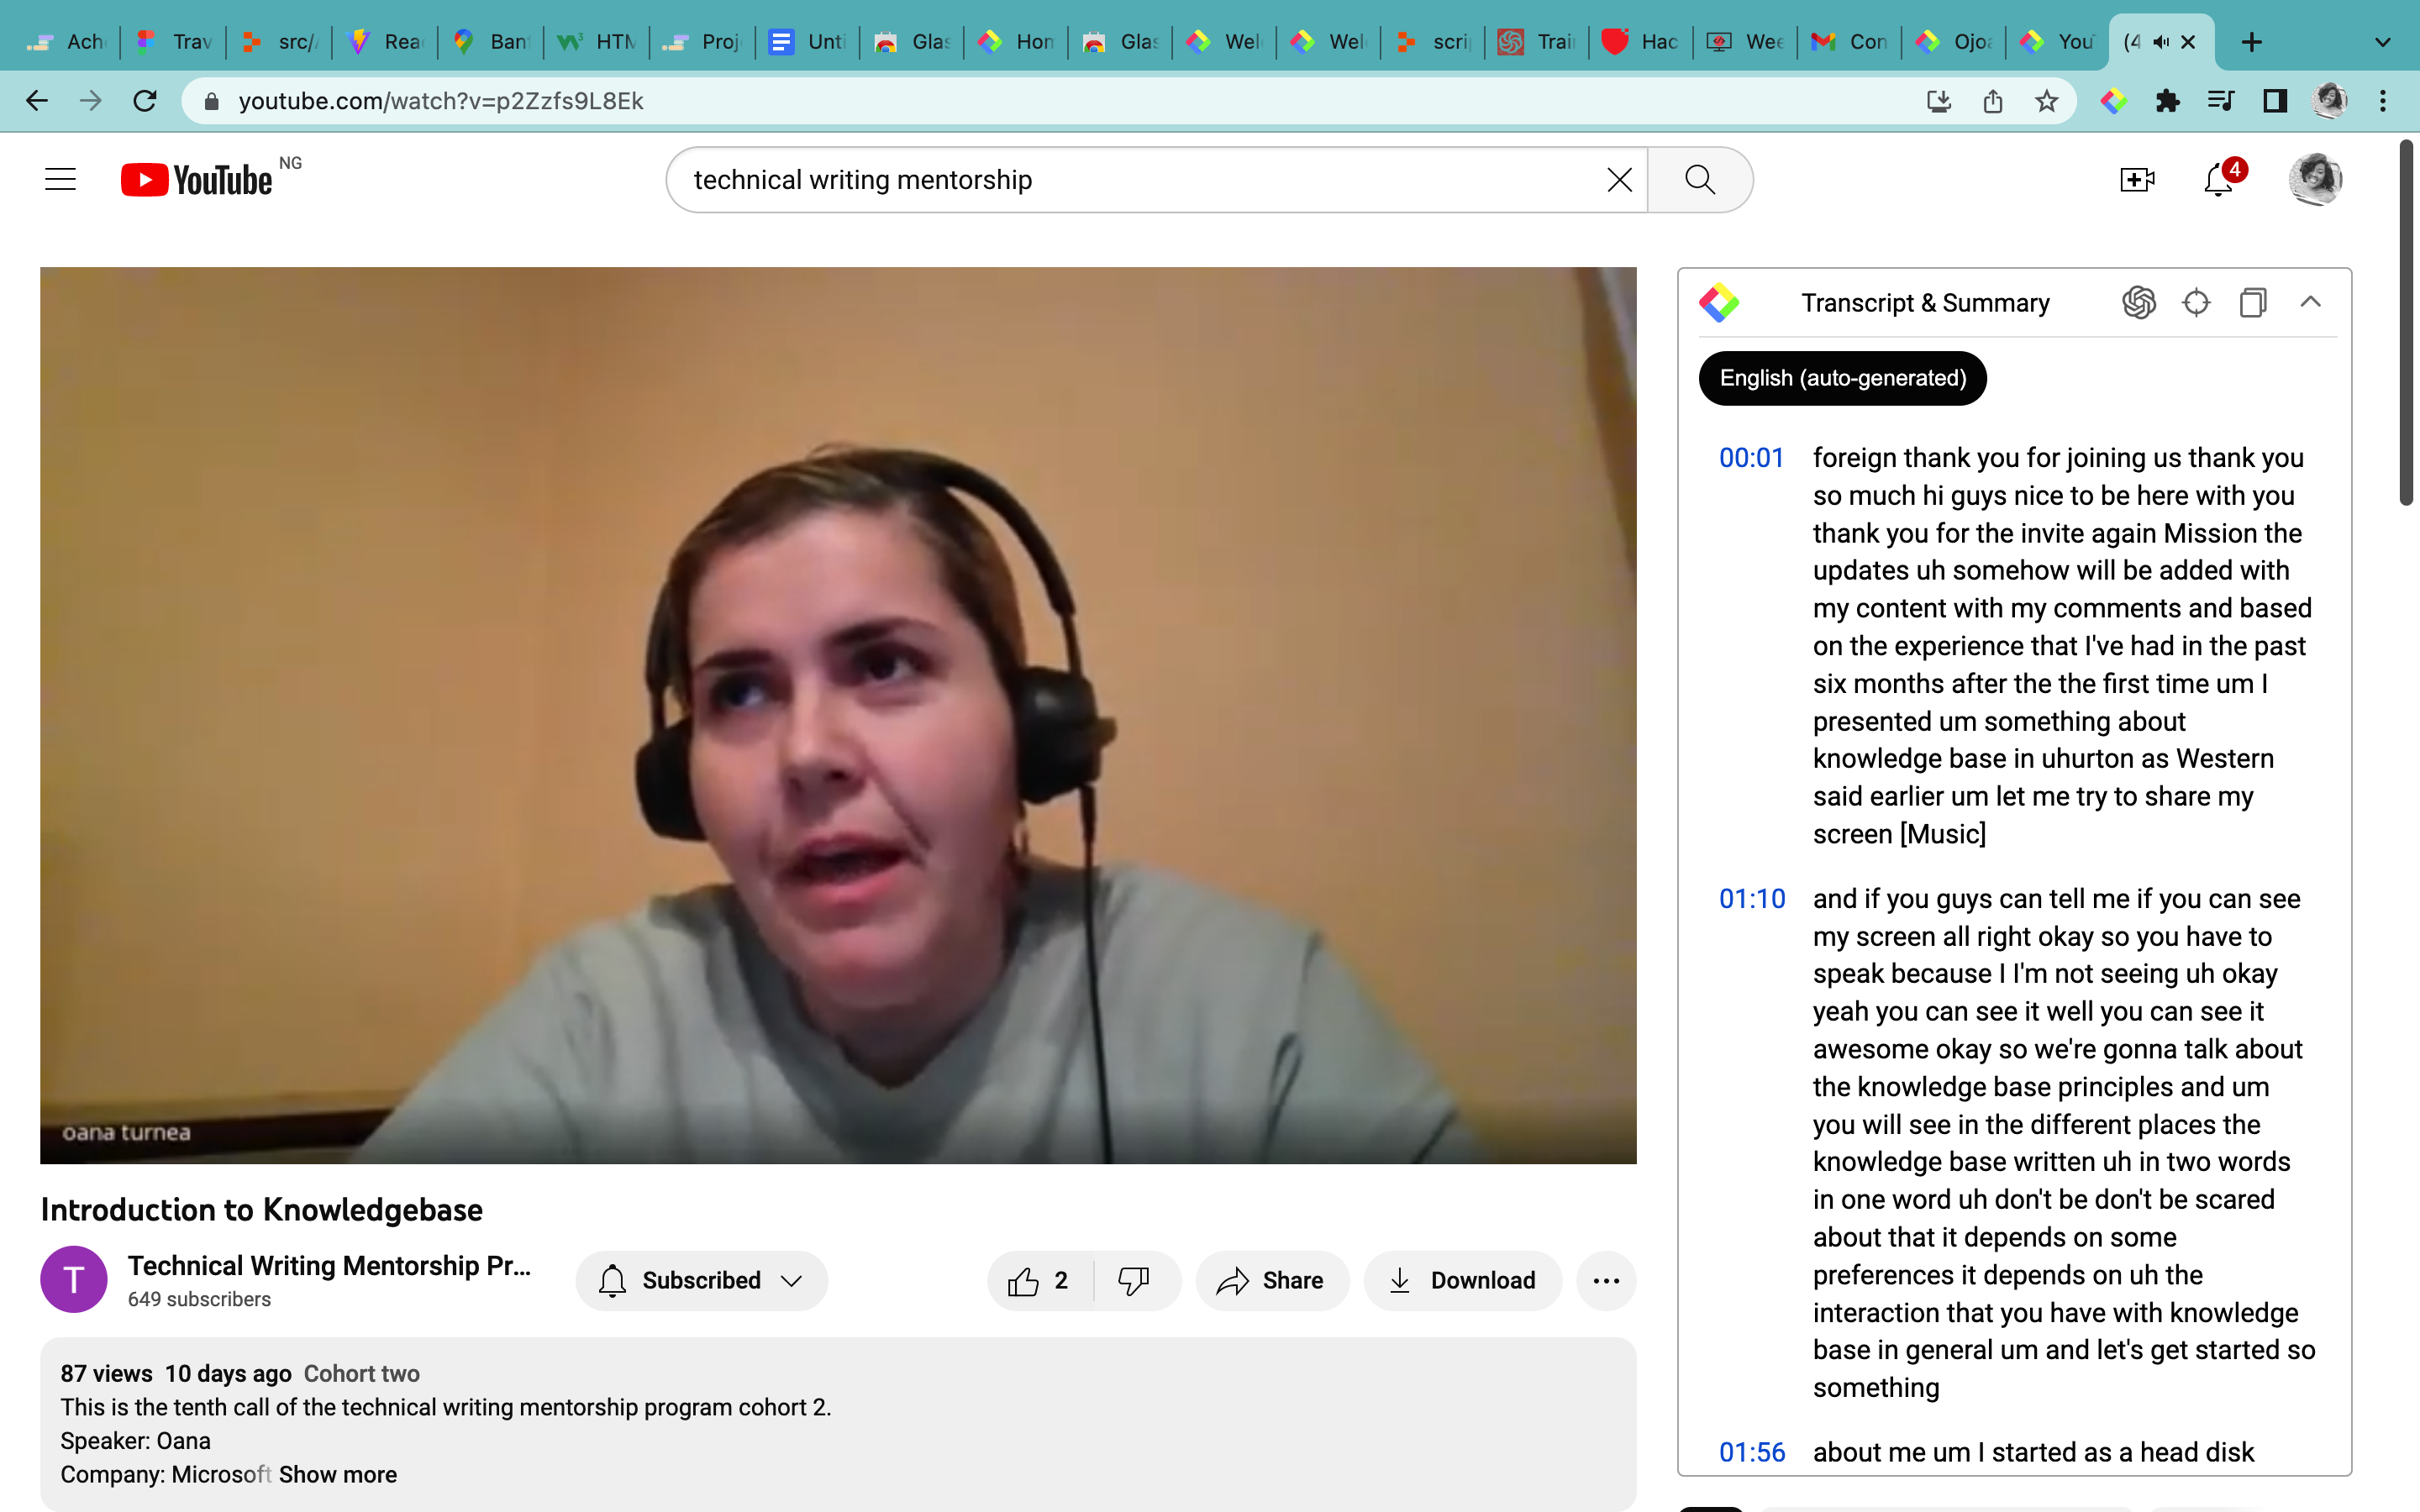 Ach
Trav
src/
Rea
Ban
HTM
Proj
Unti
Glas
Hom
Glas
Wel
Wel
scrip
Trai
Hac
Wee
Con
Ojoa
You
(4
youtube.com/watch?v=p2Zzfs9L8Ek
YouTube NG
technical writing mentorship
4
Transcript & Summary
English (auto-generated)
00:01 foreign thank you for joining us thank you
so much hi guys nice to be here with you
thank you for the invite again Mission the
updates uh somehow will be added with
my content with my comments and based
on the experience that I've had in the past
six months after the the first time um I
presented um something about
knowledge base in uhurton as Western
said earlier um let me try to share my
screen [Music]
01:10 and if you guys can tell me if you can see
my screen all right okay so you have to
speak because I I'm not seeing uh okay
yeah you can see it well you can see it
awesome okay so we're gonna talk about
the knowledge base principles and um
you will see in the different places the
knowledge base written uh in two words
in one word uh don't be don't be scared
about that it depends on some
preferences it depends on uh the
interaction that you have with knowledge
base in general um and let's get started so
something
01:56 about me um I started as a head disk
oana turnea
Introduction to Knowledgebase
T
Technical Writing Mentorship Pr...
649 subscribers
Subscribed
2
Share
Download
87 views 10 days ago Cohort two
This is the tenth call of the technical writing mentorship program cohort 2.
Speaker: Oana
Company: Microsoft Show more